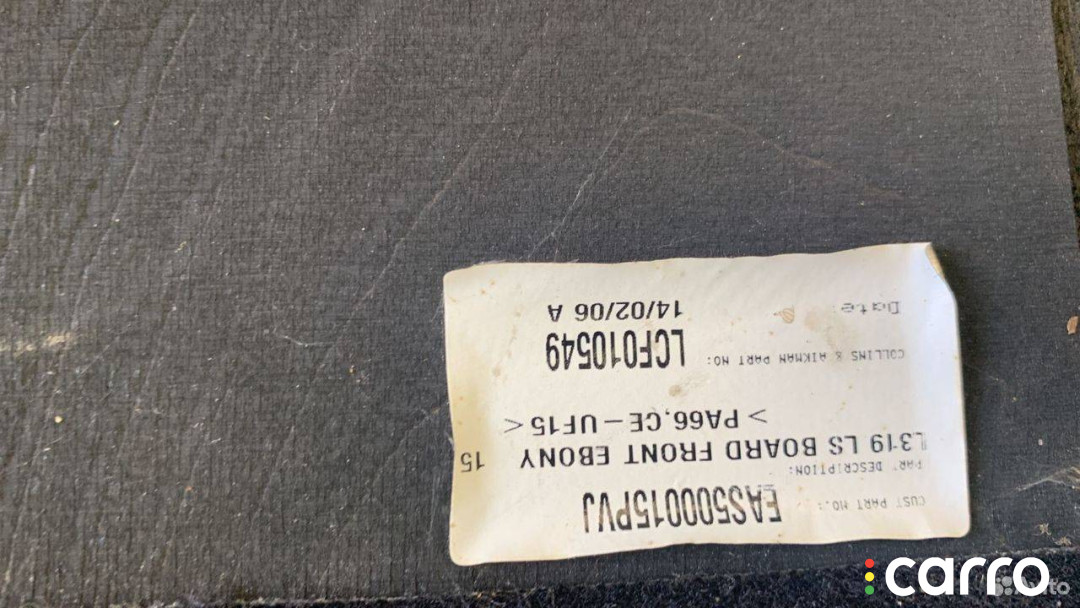 CUST PART NO.:
EAS500015PVJ
PART DESCRIPTION:
L319 LS BOARD FRONT EBONY 15
> PA66,CE-UF15 <
COLLINS & AIKMAN PART NO:
LCF010549
Date:
14/02/06 A
carro
Avito